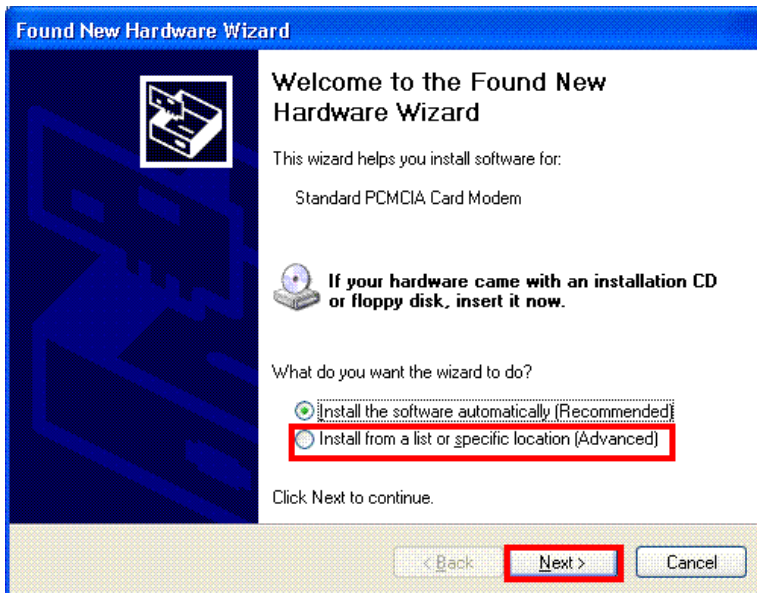 Found New Hardware Wizard
Welcome to the Found New
Hardware Wizard
This wizard helps you install software for:
Standard PCMCIA Card Modem
If your hardware came with an installation CD
or floppy disk, insert it now.
What do you want the wizard to do?
Install the software automatically (Recommended)
Install from a list or specific location (Advanced)
Click Next to continue.
< Back Next > Cancel